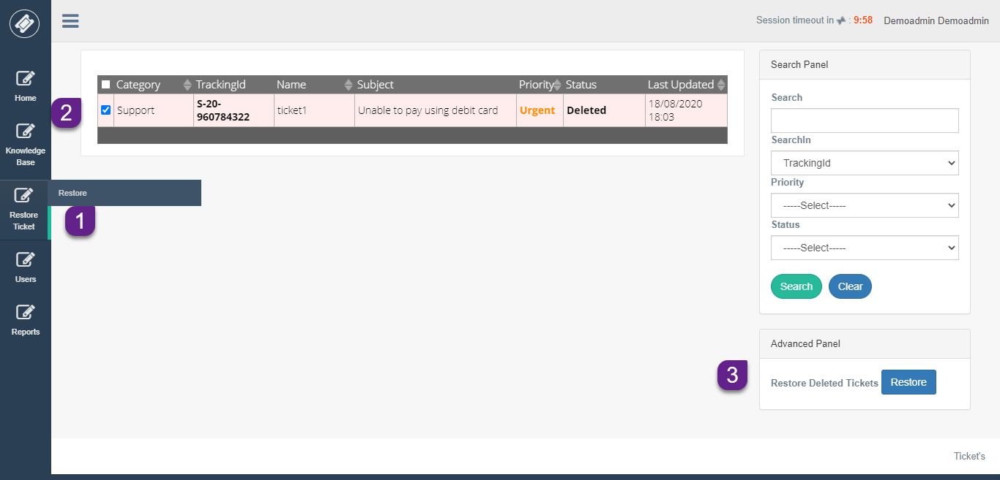 Session timeout in : 9:58 Demoadmin Demoadmin
Home
Knowledge
Base
Restore
Ticket
Users
Reports
Restore
1
2
3
Category TrackingId Name Subject Priority Status Last Updated
Support S-20-960784322 ticket1 Unable to pay using debit card Urgent Deleted 18/08/2020 18:03
Search Panel
Search
SearchIn
TrackingId
Priority
-----Select-----
Status
-----Select-----
Search Clear
Advanced Panel
Restore Deleted Tickets Restore
Ticket's